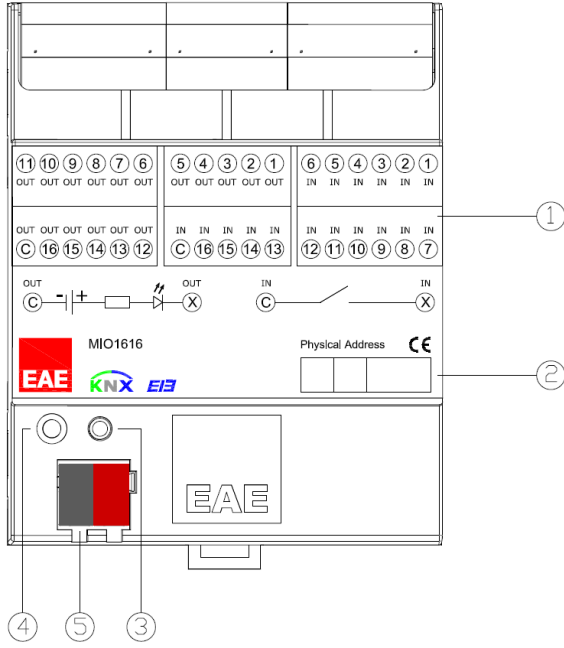 11 10 9 8 7 6 5 4 3 2 1 6 5 4 3 2 1
OUT OUT OUT OUT OUT OUT OUT OUT OUT OUT OUT IN IN IN IN IN IN
OUT OUT OUT OUT OUT OUT IN IN IN IN IN IN IN IN IN IN IN
C 16 15 14 13 12 C 16 15 14 13 12 11 10 9 8 7
1
OUT OUT IN IN
C - + X C X
MIO1616 Physical Address CE
EAE KNX EIB
2
EAE
4 5 3